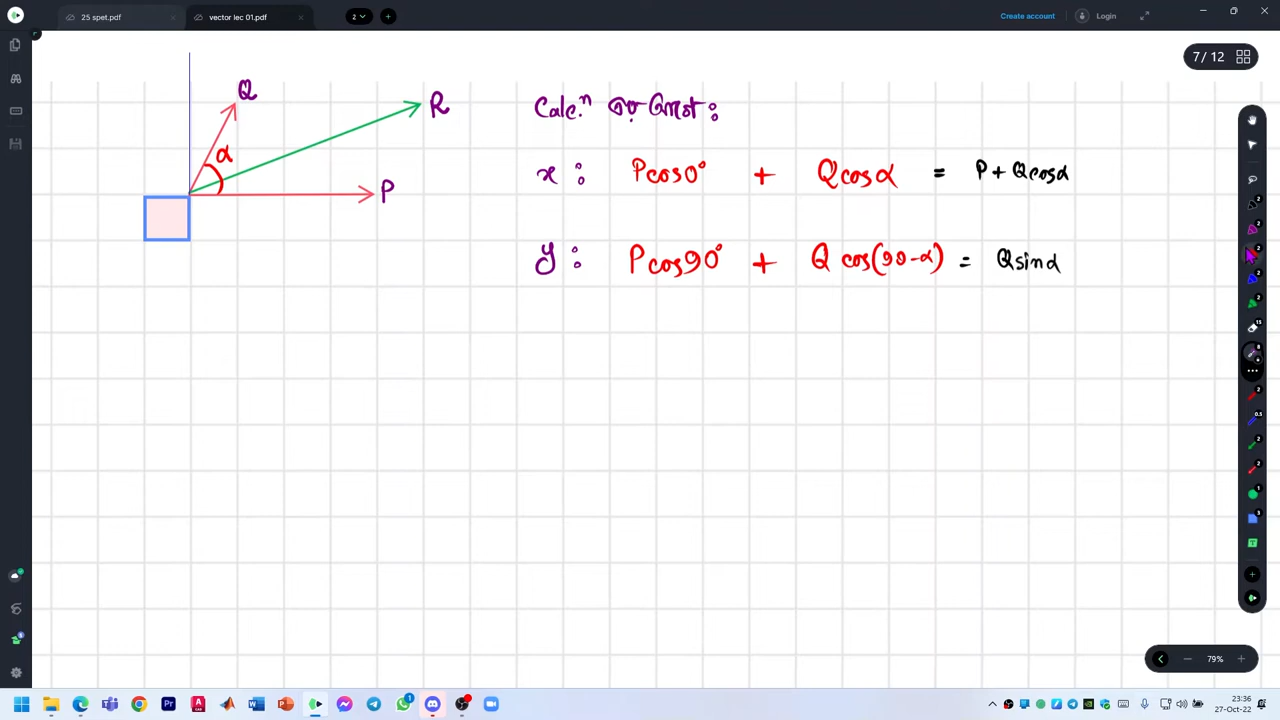 25 spet.pdf
vector lec 01.pdf
2
Create account
Login
7 / 12
Q
R
α
P
Calc.ⁿ
x : Pcos0° + Qcosα = P + Qcosα
y : Pcos90° + Q cos(90-α) = Qsinα
79%
23:36
27-Oct-22